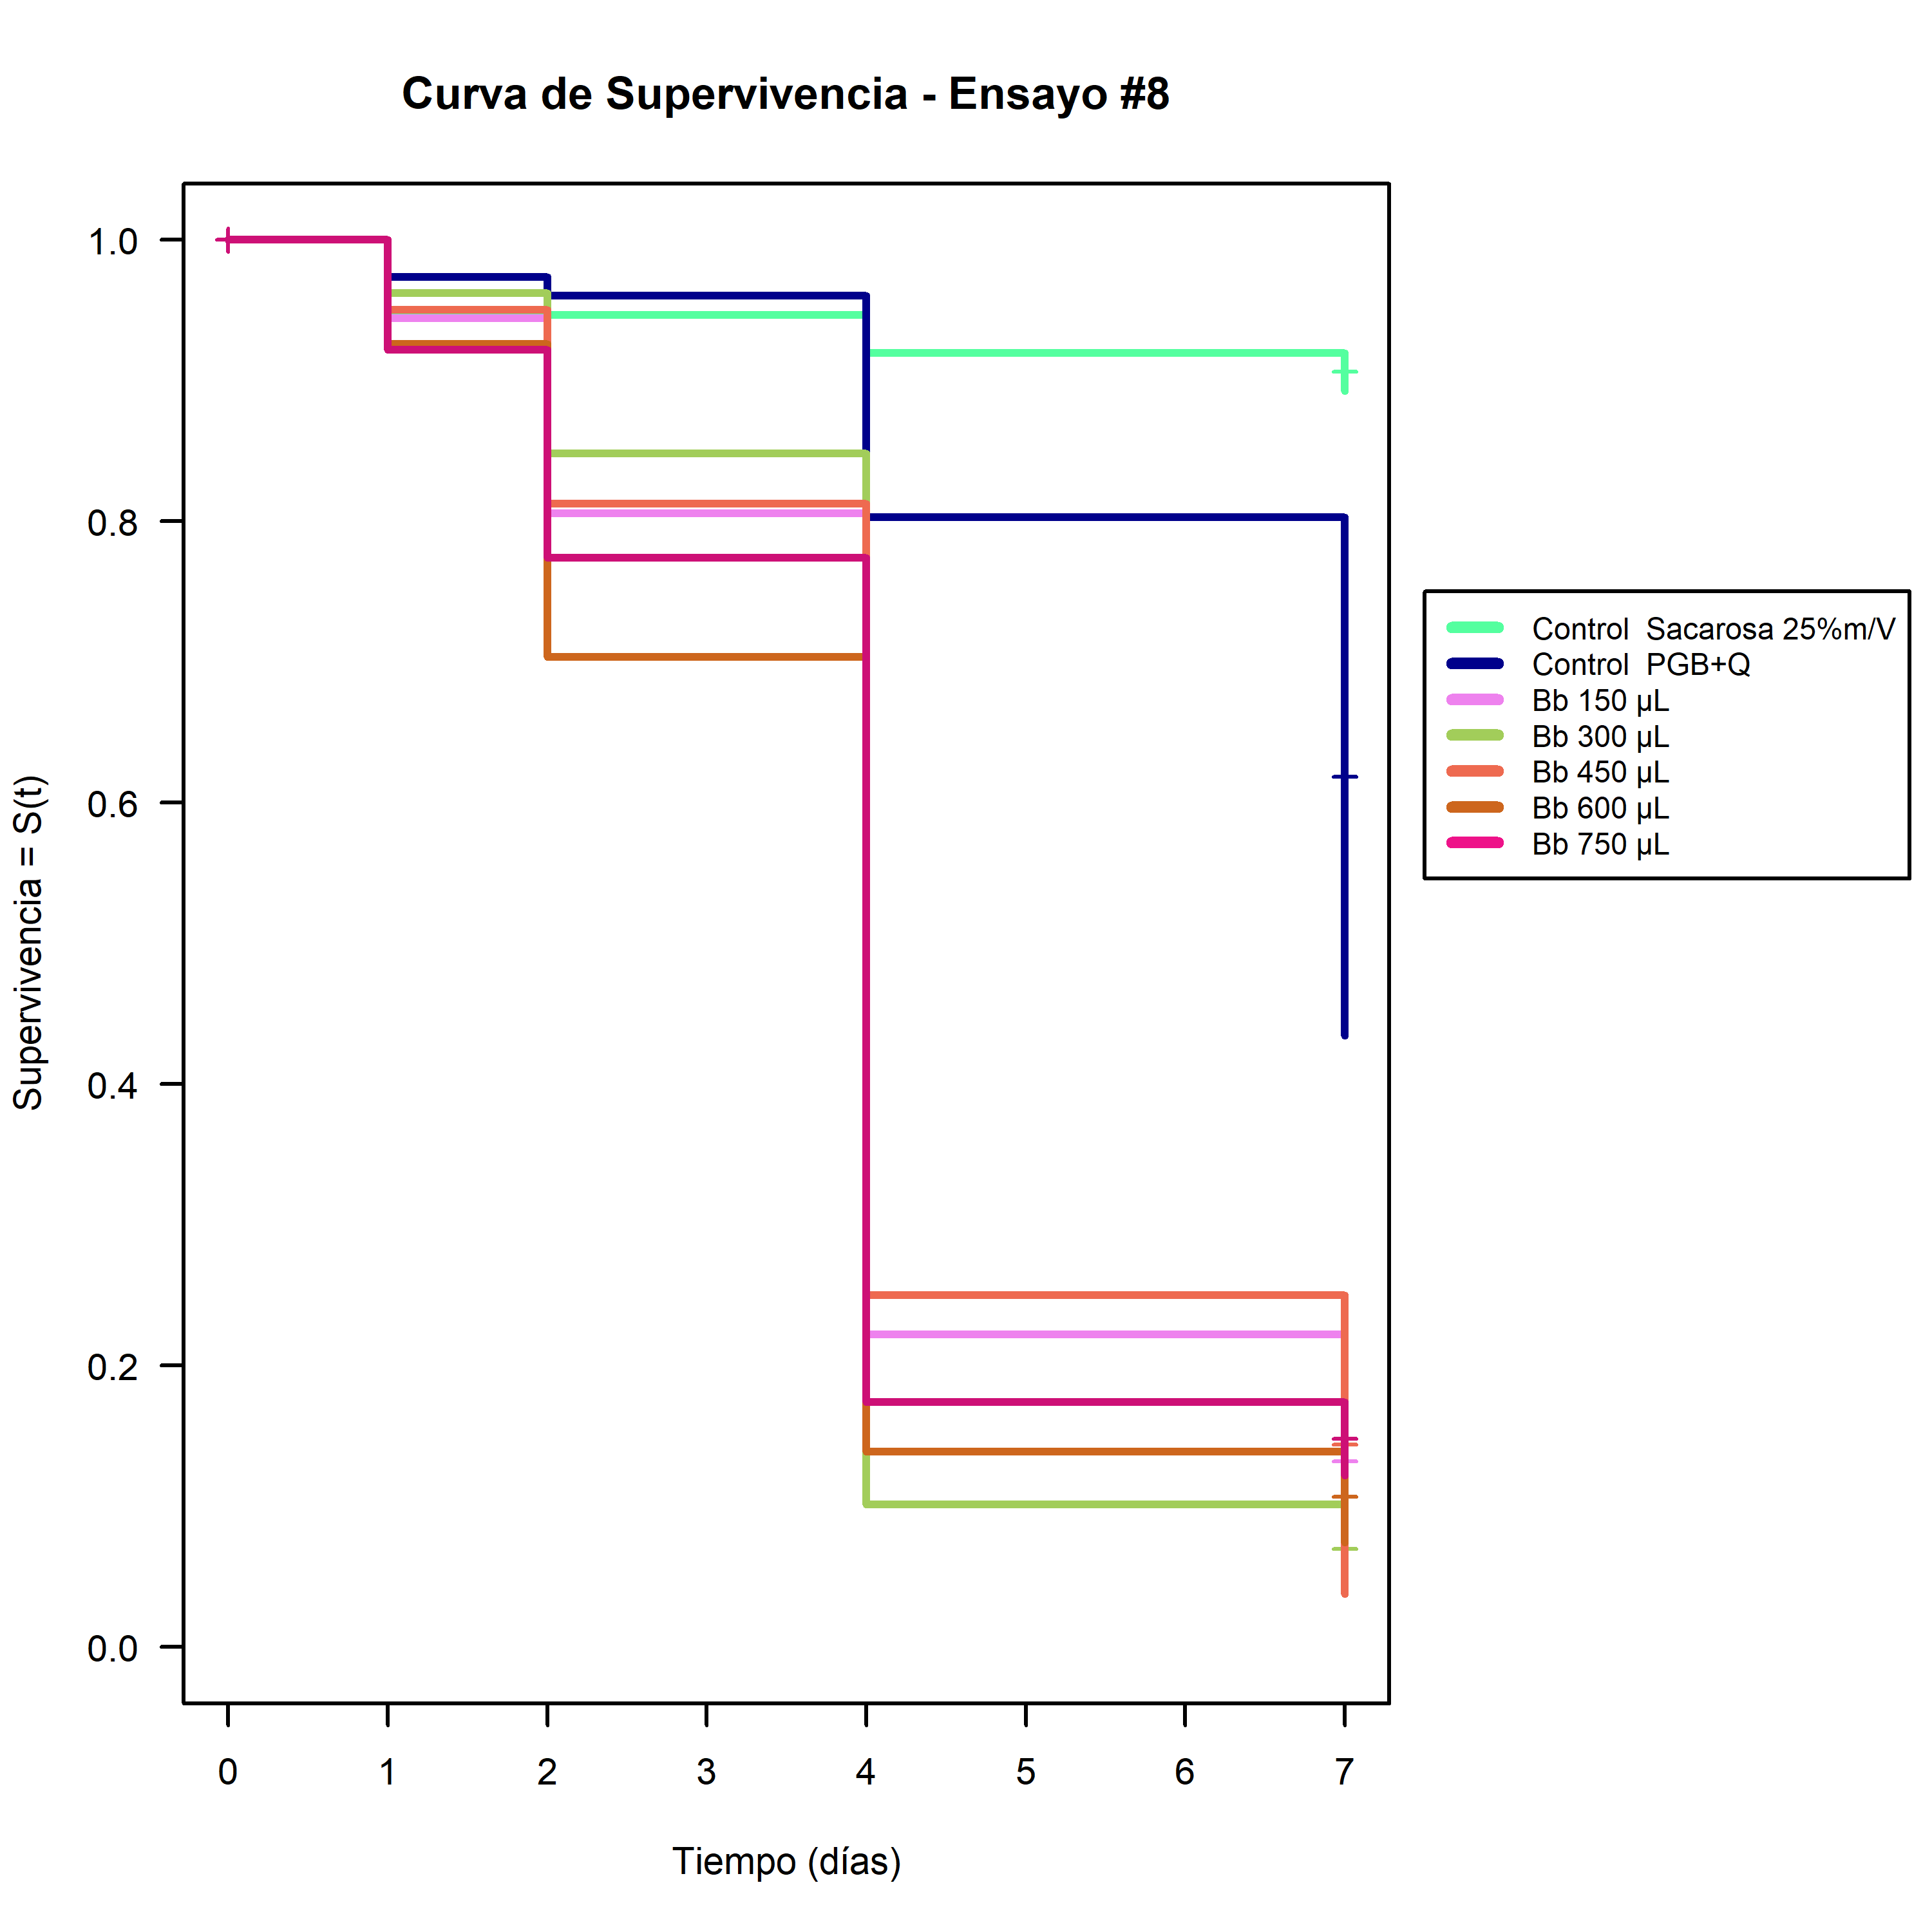 Curva de Supervivencia - Ensayo #8
Supervivencia = S(t)
1.0
0.8
0.6
0.4
0.2
0.0
0 1 2 3 4 5 6 7
Tiempo (días)
Control  Sacarosa 25%m/V
Control  PGB+Q
Bb 150 µL
Bb 300 µL
Bb 450 µL
Bb 600 µL
Bb 750 µL